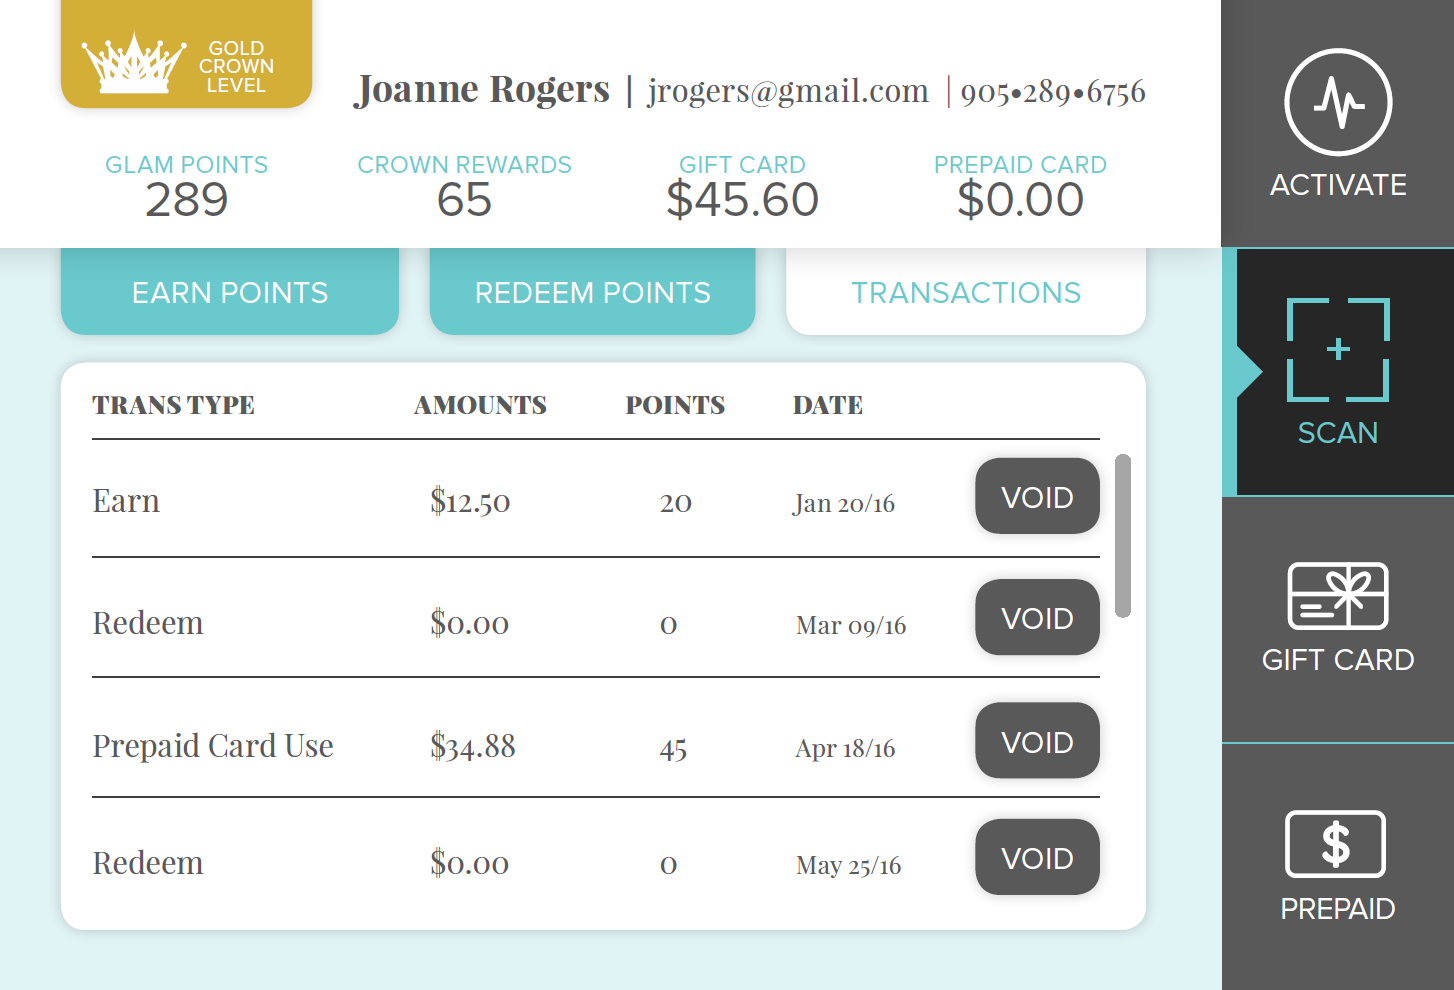 GOLD
CROWN
LEVEL
Joanne Rogers | jrogers@gmail.com | 905•289•6756
GLAM POINTS CROWN REWARDS GIFT CARD PREPAID CARD
289 65 $45.60 $0.00
EARN POINTS REDEEM POINTS TRANSACTIONS
TRANS TYPE AMOUNTS POINTS DATE
Earn $12.50 20 Jan 20/16 VOID
Redeem $0.00 0 Mar 09/16 VOID
Prepaid Card Use $34.88 45 Apr 18/16 VOID
Redeem $0.00 0 May 25/16 VOID
ACTIVATE
SCAN
GIFT CARD
$
PREPAID